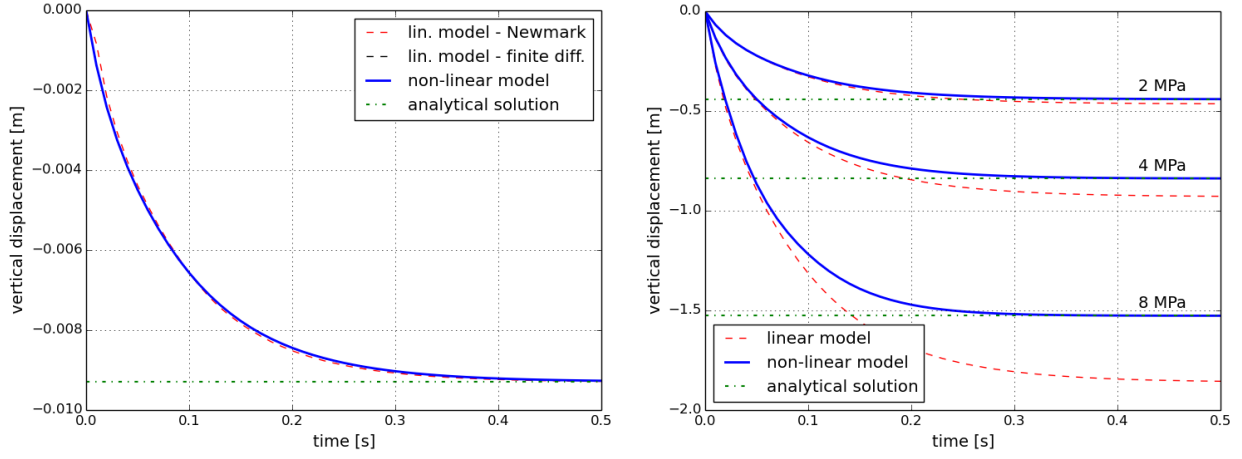 0.000
−0.002
−0.004
−0.006
−0.008
−0.010
vertical displacement [m]
lin. model - Newmark
lin. model - finite diff.
non-linear model
analytical solution
0.0 0.1 0.2 0.3 0.4 0.5
time [s]
0.0
−0.5
−1.0
−1.5
−2.0
vertical displacement [m]
2 MPa
4 MPa
8 MPa
linear model
non-linear model
analytical solution
0.0 0.1 0.2 0.3 0.4 0.5
time [s]